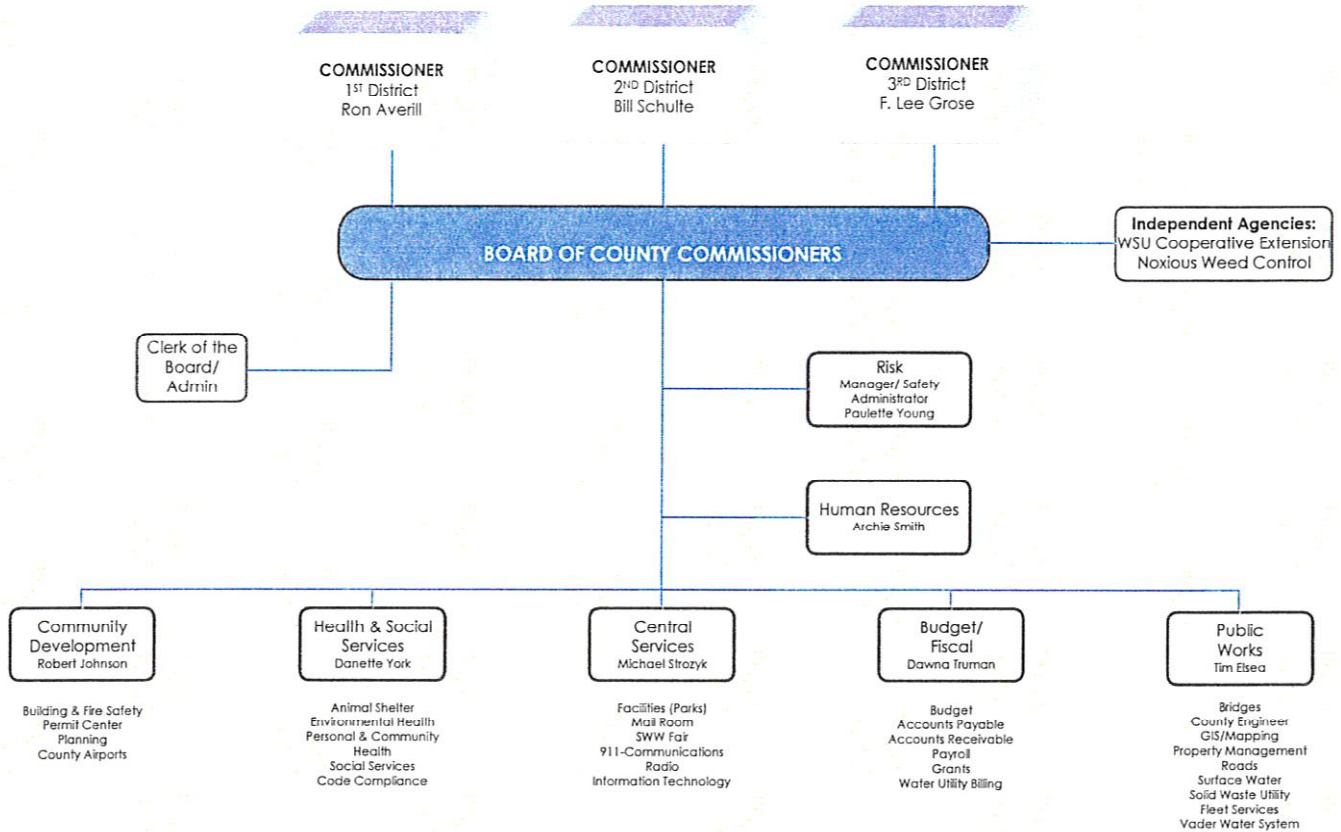 COMMISSIONER
1ST District
Ron Averill
COMMISSIONER
2ND District
Bill Schulte
COMMISSIONER
3RD District
F. Lee Grose
BOARD OF COUNTY COMMISSIONERS
Independent Agencies:
WSU Cooperative Extension
Noxious Weed Control
Clerk of the
Board/
Admin
Risk
Manager/ Safety
Administrator
Paulette Young
Human Resources
Archie Smith
Community
Development
Robert Johnson
Building & Fire Safety
Permit Center
Planning
County Airports
Health & Social
Services
Danette York
Animal Shelter
Environmental Health
Personal & Community
Health
Social Services
Code Compliance
Central
Services
Michael Strozyk
Facilities (Parks)
Mail Room
SWW Fair
911-Communications
Radio
Information Technology
Budget/
Fiscal
Dawna Truman
Budget
Accounts Payable
Accounts Receivable
Payroll
Grants
Water Utility Billing
Public
Works
Tim Elsea
Bridges
County Engineer
GIS/Mapping
Property Management
Roads
Surface Water
Solid Waste Utility
Fleet Services
Vader Water System